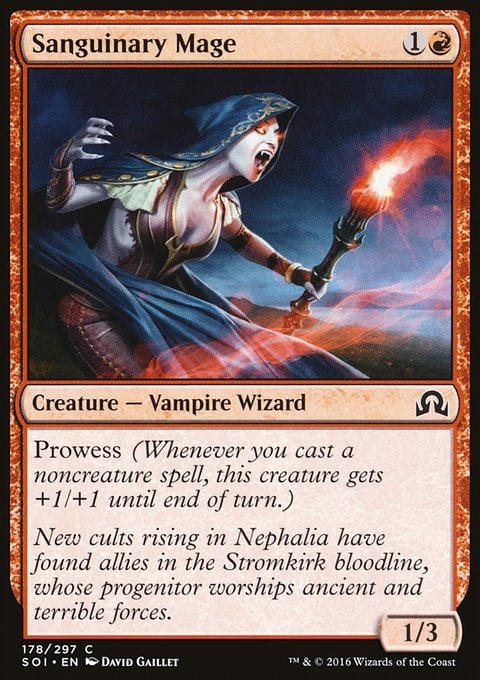 Sanguinary Mage 1
Creature — Vampire Wizard
Prowess (Whenever you cast a
noncreature spell, this creature gets
+1/+1 until end of turn.)
New cults rising in Nephalia have
found allies in the Stromkirk bloodline,
whose progenitor worships ancient and
terrible forces.
1/3
178/297 C
SOI • EN DAVID GAILLET
™ & © 2016 Wizards of the Coast